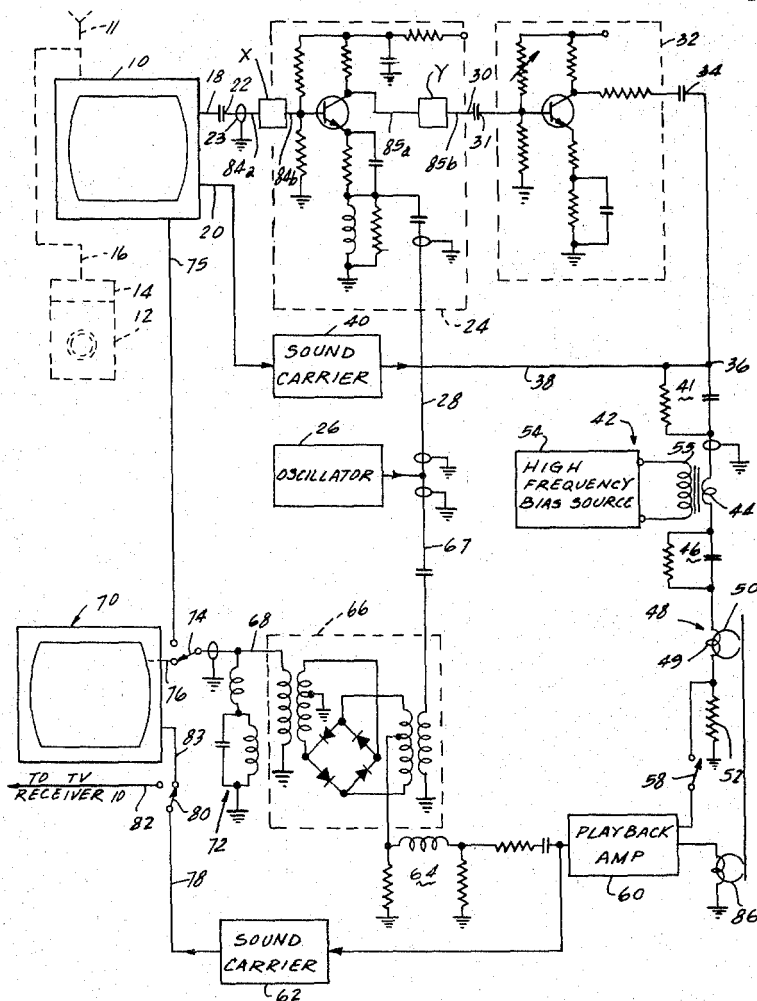 11
10
X
18
22
23
84a
84b
Y
30
85a
31
85b
32
34
20
16
75
14
12
24
40
SOUND
CARRIER
36
38
28
41
26
OSCILLATOR
54
42
53
HIGH
FREQUENCY
BIAS SOURCE
44
67
46
70
74
68
66
48
50
49
76
83
TO TV
RECEIVER 10
82
80
72
58
52
78
64
PLAYBACK
AMP
60
86
SOUND
CARRIER
62